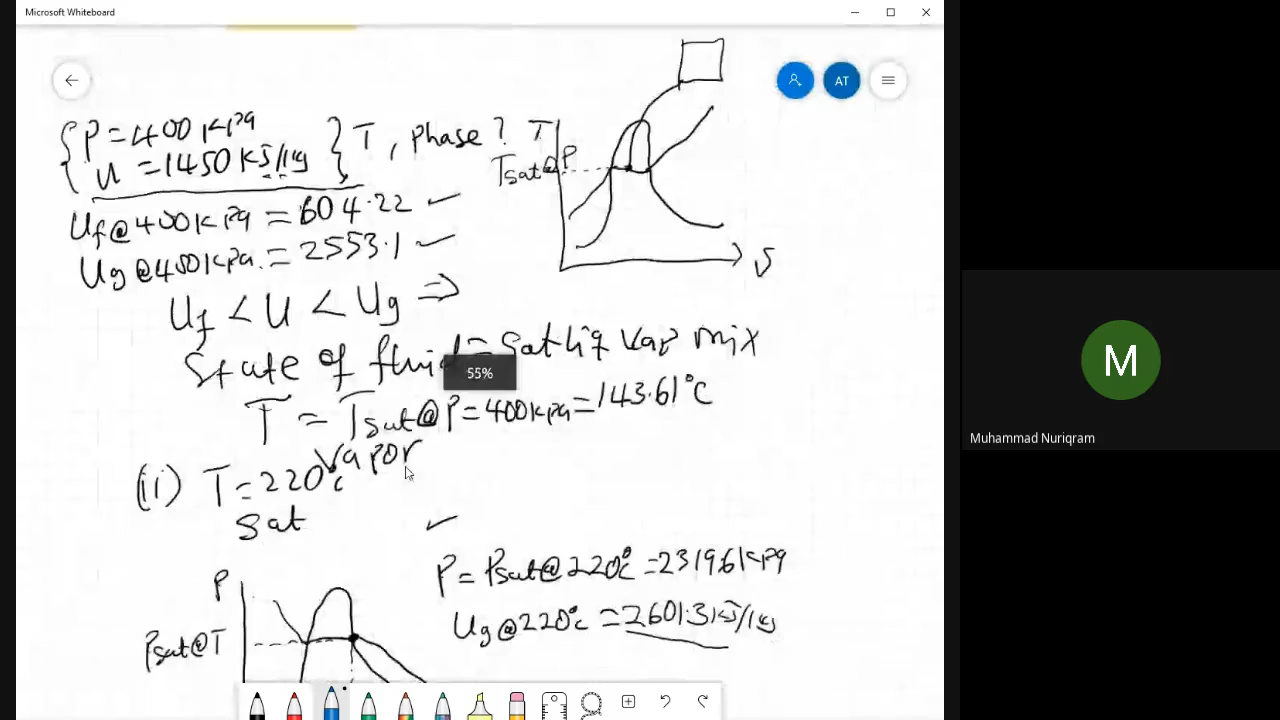 Microsoft Whiteboard
AT
P = 400 kpa
u = 1450 KJ/kg
T, phase ?
T
Tsat@P
Uf@400kpa = 604.22
Ug@400kpa. = 2553.1
v
Uf < U < Ug ⇒
State of fluid = Sat liq vap mix
55%
T = Tsat@P=400kpa = 143.61°C
(ii) T = 220°c
vapor
Sat
P = Psat@220°c = 2319.6 kpa
Ug@220°c = 2601.3 kJ/kg
P
Psat@T
M
Muhammad Nuriqram